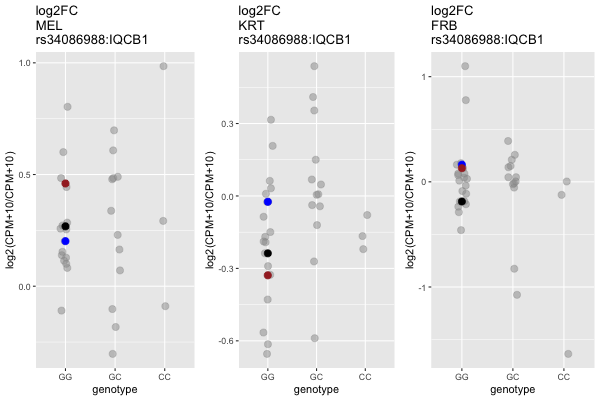 log2FC
MEL
rs34086988:IQCB1
log2(CPM+10/CPM+10)
1.0
0.5
0.0
GG
GC
CC
genotype
log2FC
KRT
rs34086988:IQCB1
log2(CPM+10/CPM+10)
0.3
0.0
-0.3
-0.6
GG
GC
CC
genotype
log2FC
FRB
rs34086988:IQCB1
log2(CPM+10/CPM+10)
1
0
-1
GG
GC
CC
genotype